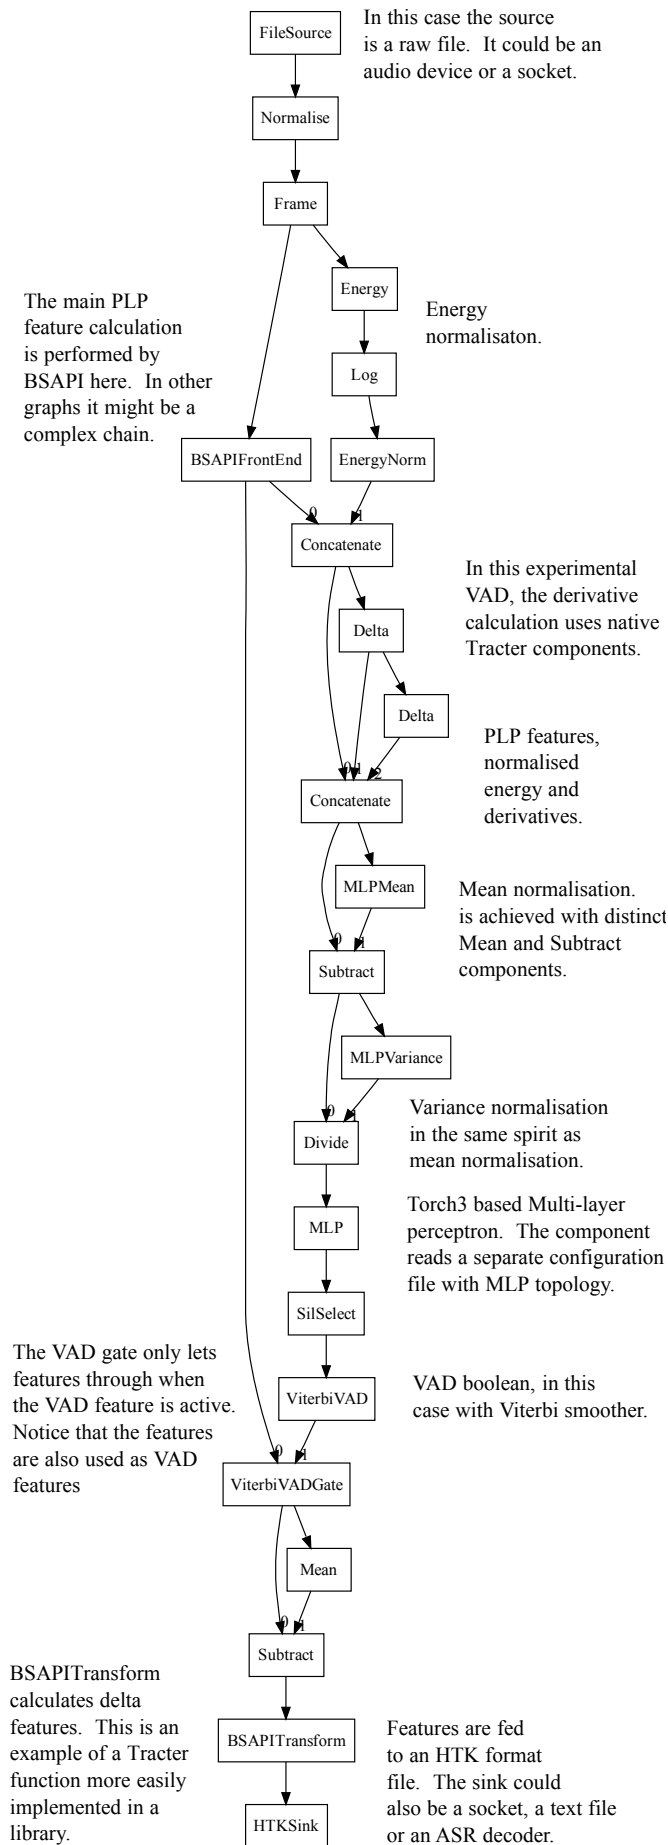 FileSource
In this case the source
is a raw file.  It could be an
audio device or a socket.
Normalise
Frame
Energy
The main PLP
feature calculation
is performed by
BSAPI here.  In other
graphs it might be a
complex chain.
Energy
normalisaton.
Log
BSAPIFrontEnd
EnergyNorm
0
1
Concatenate
In this experimental
VAD, the derivative
calculation uses native
Tracter components.
Delta
Delta
PLP features,
normalised
energy and
derivatives.
0
1
2
Concatenate
MLPMean
Mean normalisation.
is achieved with distinct
Mean and Subtract
components.
0
1
Subtract
MLPVariance
0
1
Variance normalisation
in the same spirit as
mean normalisation.
Divide
MLP
Torch3 based Multi-layer
perceptron.  The component
reads a separate configuration
file with MLP topology.
SilSelect
The VAD gate only lets
features through when
the VAD feature is active.
Notice that the features
are also used as VAD
features
ViterbiVAD
VAD boolean, in this
case with Viterbi smoother.
0
1
ViterbiVADGate
Mean
0
1
Subtract
BSAPITransform
calculates delta
features.  This is an
example of a Tracter
function more easily
implemented in a
library.
BSAPITransform
Features are fed
to an HTK format
file.  The sink could
also be a socket, a text file
or an ASR decoder.
HTKSink